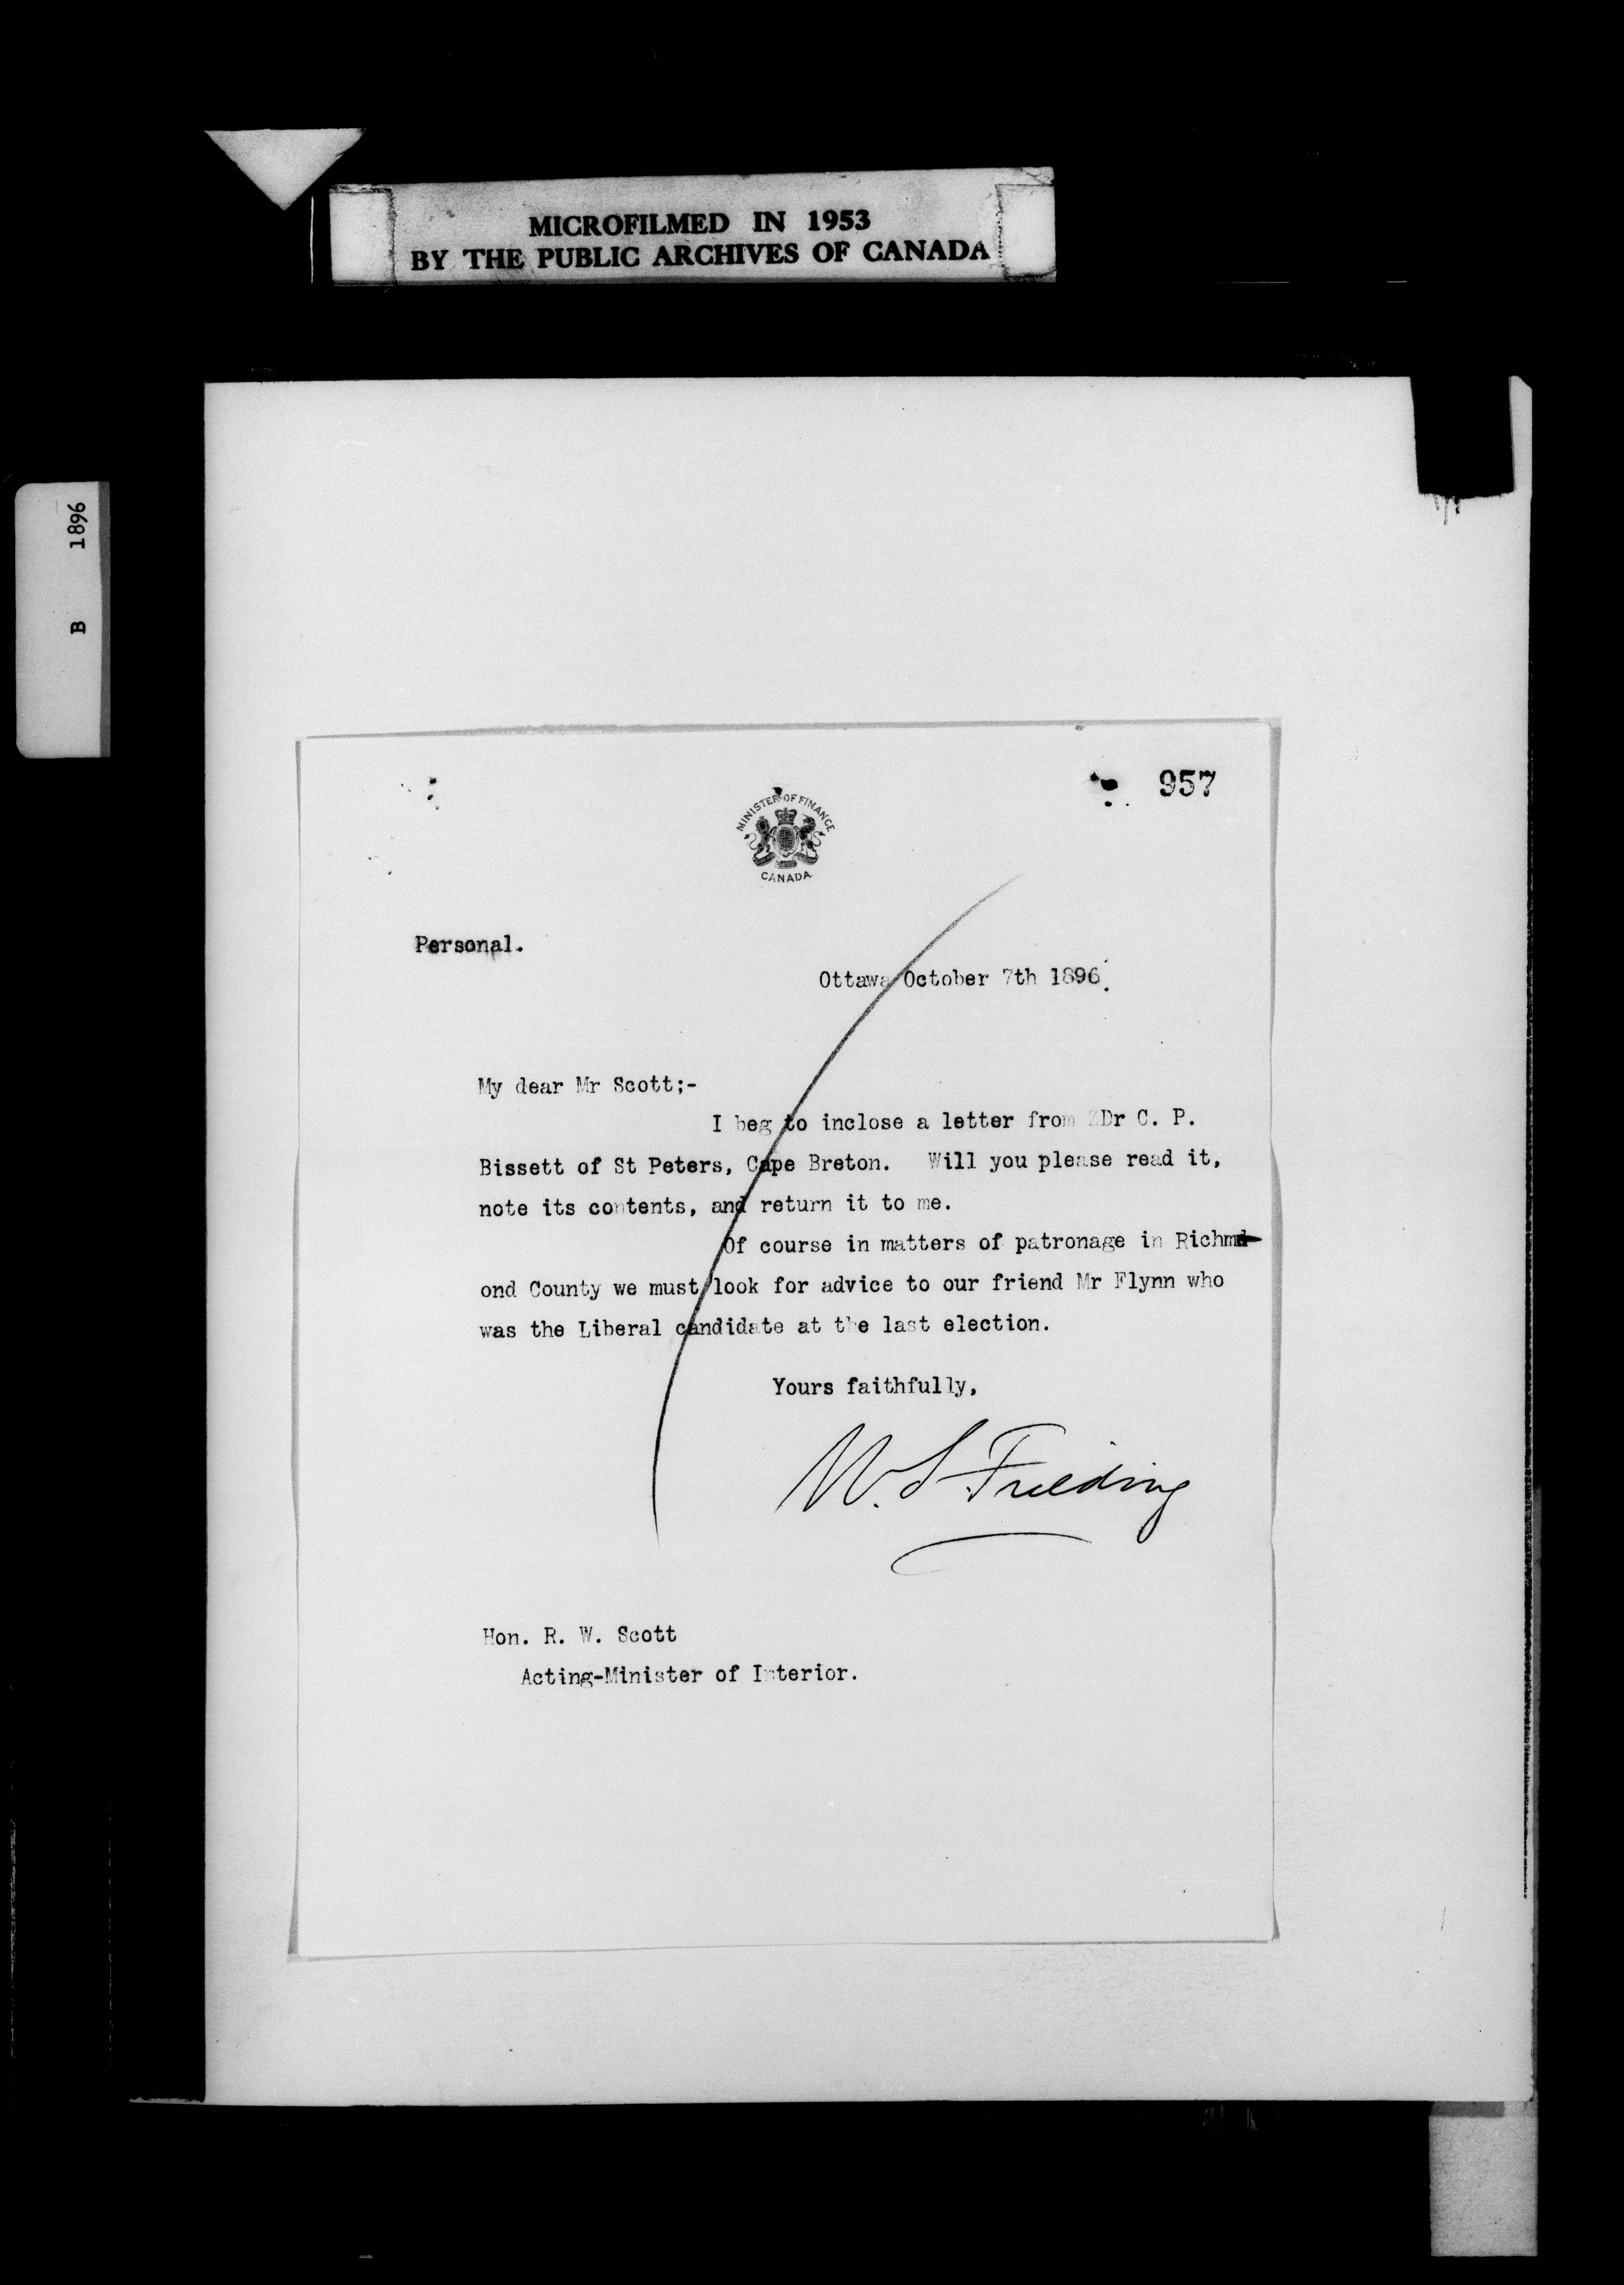 MICROFILMED IN 1953
BY THE PUBLIC ARCHIVES OF CANADA
B 1896
957
MINISTER OF FINANCE
CANADA
Personal.
Ottawa October 7th 1896.
My dear Mr Scott;-
I beg to inclose a letter from Dr C. P.
Bissett of St Peters, Cape Breton. Will you please read it,
note its contents, and return it to me.
Of course in matters of patronage in Richm-
ond County we must look for advice to our friend Mr Flynn who
was the Liberal candidate at the last election.
Yours faithfully,
W. S. Fielding
Hon. R. W. Scott
Acting-Minister of Interior.